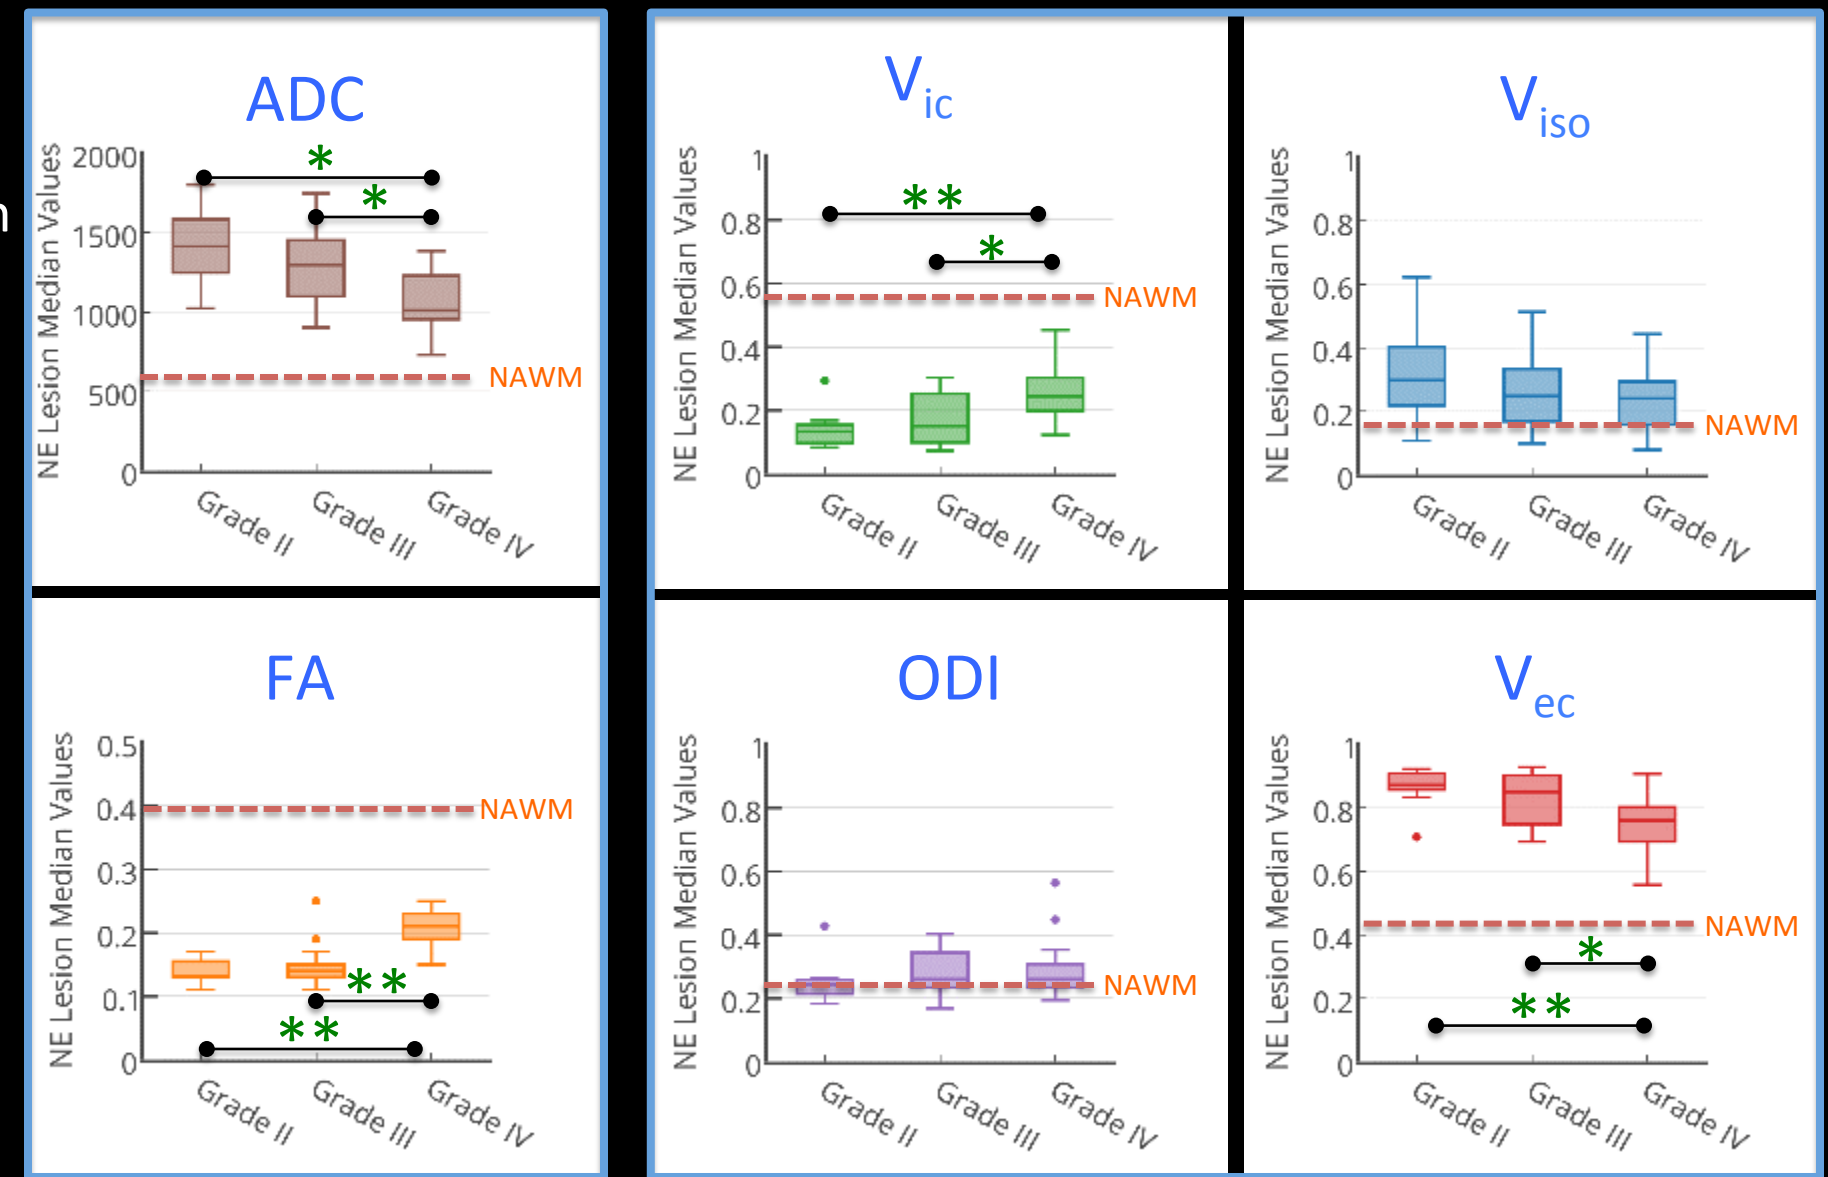 n
ADC
NE Lesion Median Values
2000
1500
1000
500
0
*
*
NAWM
Grade II
Grade III
Grade IV
Vic
NE Lesion Median Values
1
0.8
0.6
0.4
0.2
0
**
*
NAWM
Grade II
Grade III
Grade IV
Viso
NE Lesion Median Values
1
0.8
0.6
0.4
0.2
0
NAWM
Grade II
Grade III
Grade IV
FA
NE Lesion Median Values
0.5
0.4
0.3
0.2
0.1
0
NAWM
**
**
Grade II
Grade III
Grade IV
ODI
NE Lesion Median Values
1
0.8
0.6
0.4
0.2
0
NAWM
Grade II
Grade III
Grade IV
Vec
NE Lesion Median Values
1
0.8
0.6
0.4
0.2
0
NAWM
*
**
Grade II
Grade III
Grade IV